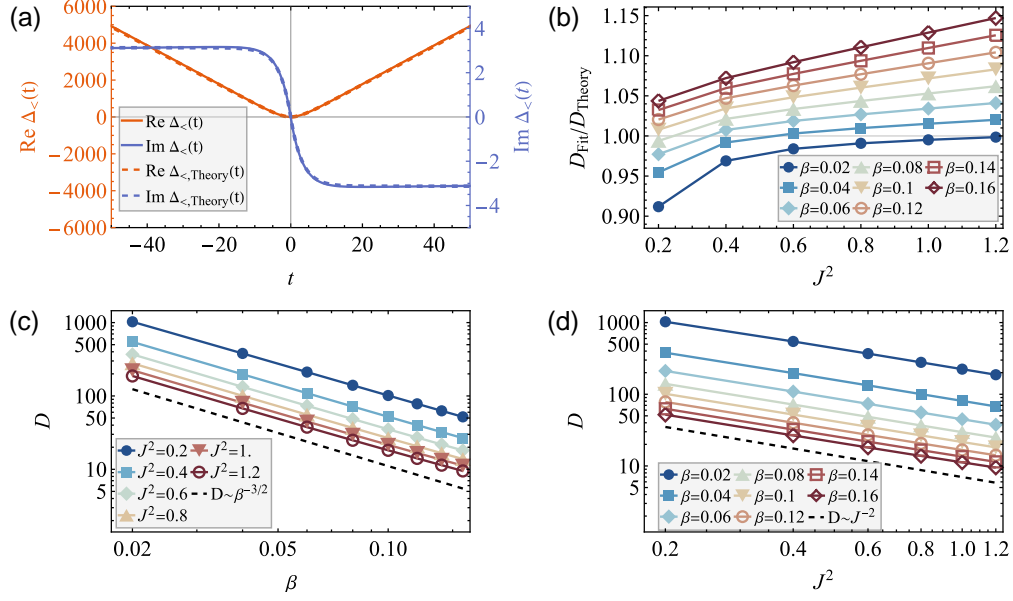 (a)
6000
4000
2000
0
−2000
−4000
−6000
Re Δ<(t)
3
2
1
0
−1
−2
−3
Im Δ<(t)
Re Δ<(t)
Im Δ<(t)
Re Δ<,Theory(t)
Im Δ<,Theory(t)
−40 −20 0 20 40
t
(b)
1.15
1.10
1.05
1.00
0.95
0.90
D_Fit/D_Theory
β=0.02 β=0.08 β=0.14
β=0.04 β=0.1 β=0.16
β=0.06 β=0.12
0.2 0.4 0.6 0.8 1.0 1.2
J²
(c)
1000
500
100
50
10
5
D
J²=0.2 J²=1.
J²=0.4 J²=1.2
J²=0.6 D~β⁻³/²
J²=0.8
0.02 0.05 0.10
β
(d)
1000
500
100
50
10
5
D
β=0.02 β=0.08 β=0.14
β=0.04 β=0.1 β=0.16
β=0.06 β=0.12 D~J⁻²
0.2 0.4 0.6 0.8 1.0 1.2
J²